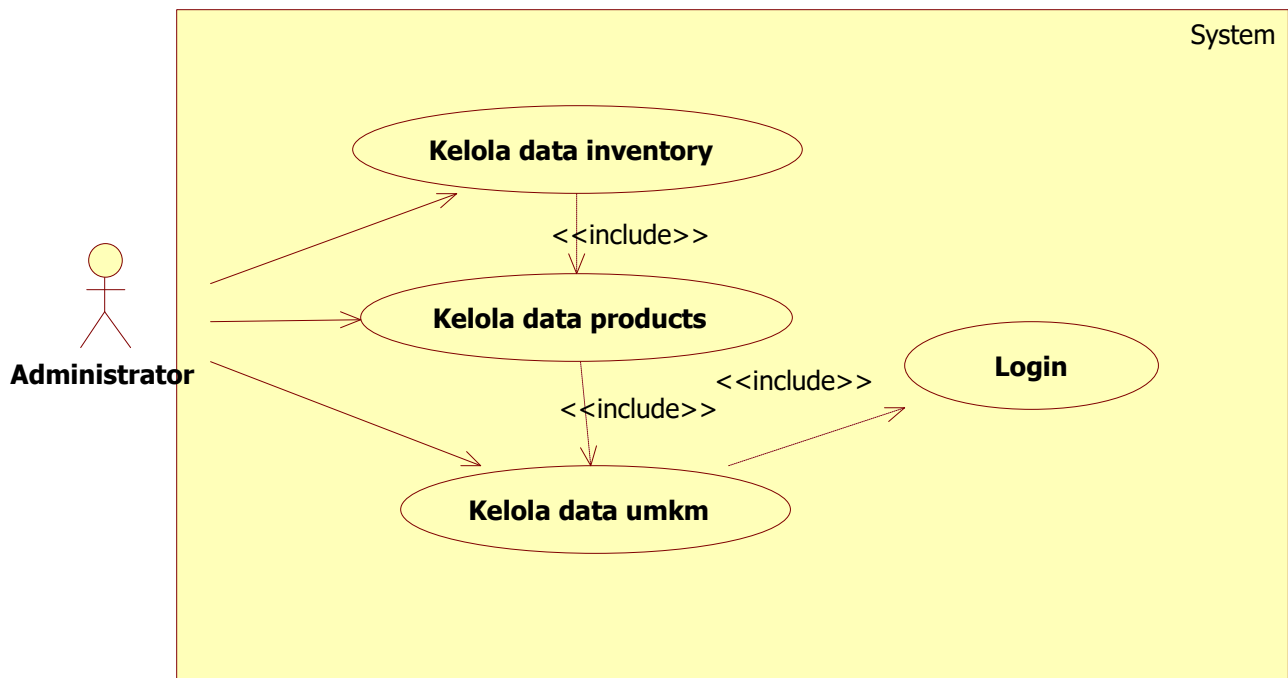 System
Kelola data inventory
<<include>>
Kelola data products
Login
Administrator
<<include>>
<<include>>
Kelola data umkm